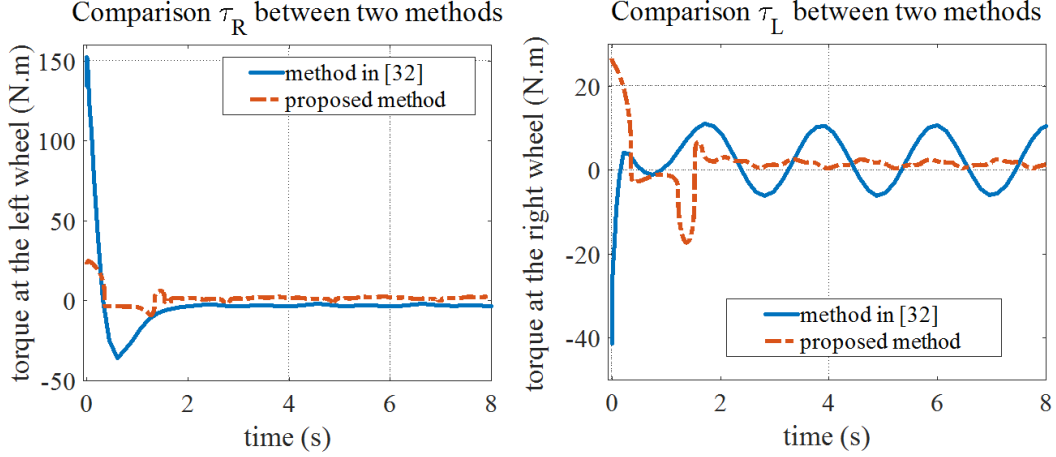 Comparison τ_R between two methods
torque at the left wheel (N.m)
150
100
50
0
-50
method in [32]
proposed method
0 2 4 6 8
time (s)
Comparison τ_L between two methods
torque at the right wheel (N.m)
20
0
-20
-40
method in [32]
proposed method
0 2 4 6 8
time (s)